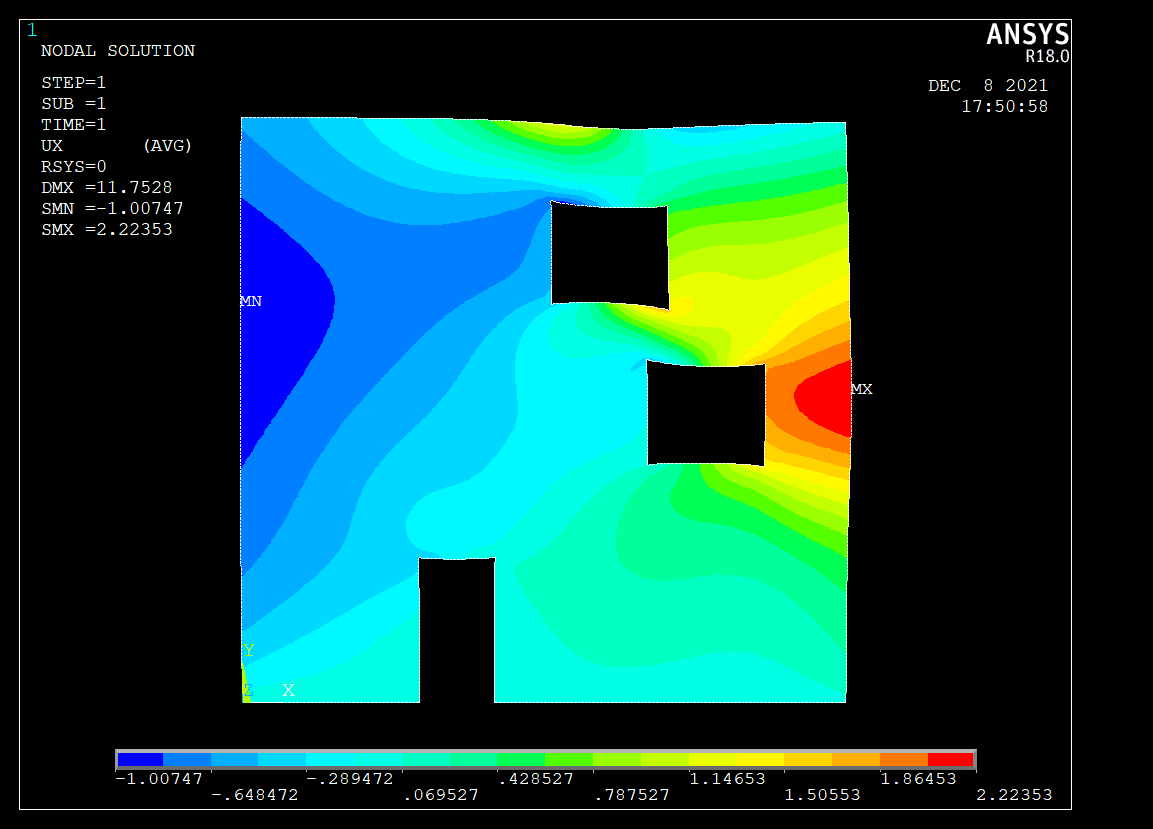 1
ANSYS
R18.0
NODAL SOLUTION
DEC 8 2021
17:50:58
STEP=1
SUB =1
TIME=1
UX (AVG)
RSYS=0
DMX =11.7528
SMN =-1.00747
SMX =2.22353
MN
MX
Y
Z X
-1.00747 -.289472 .428527 1.14653 1.86453
-.648472 .069527 .787527 1.50553 2.22353